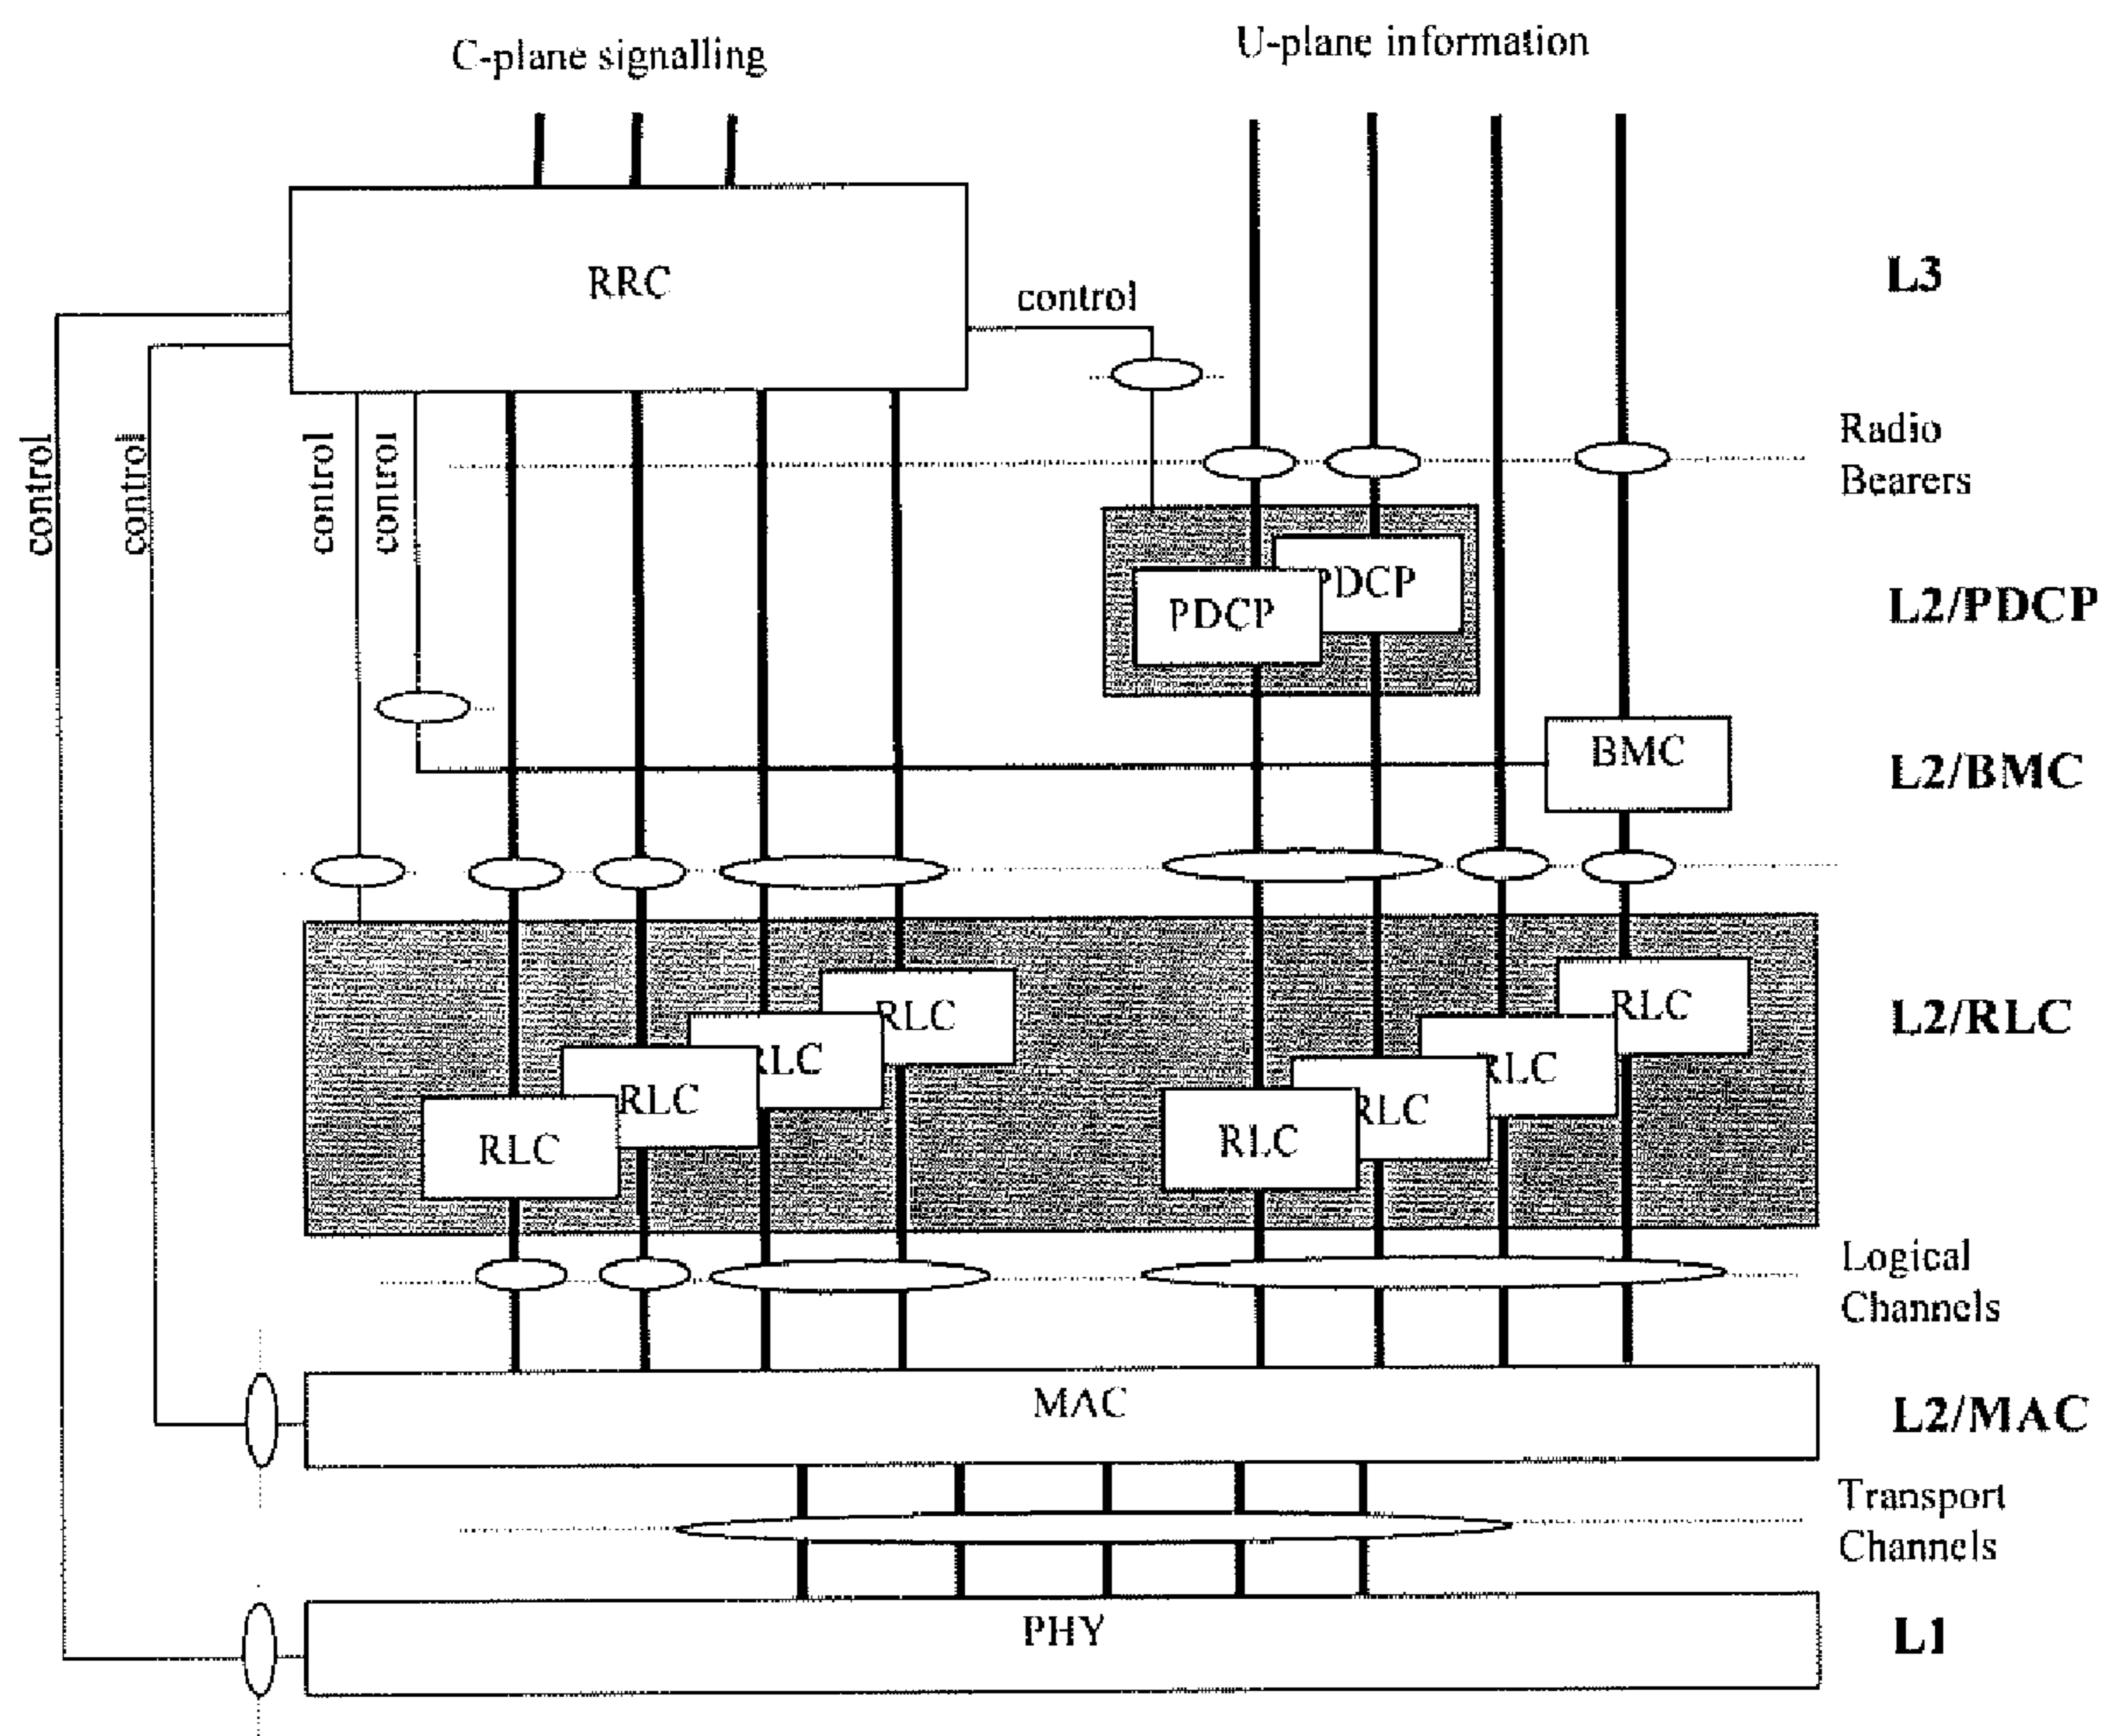 C-plane signalling
U-plane information
RRC
control
L3
control
control
control
control
Radio
Bearers
PDCP
PDCP
L2/PDCP
BMC
L2/BMC
RLC
RLC
RLC
RLC
RLC
RLC
RLC
RLC
L2/RLC
Logical
Channels
MAC
L2/MAC
Transport
Channels
PHY
L1